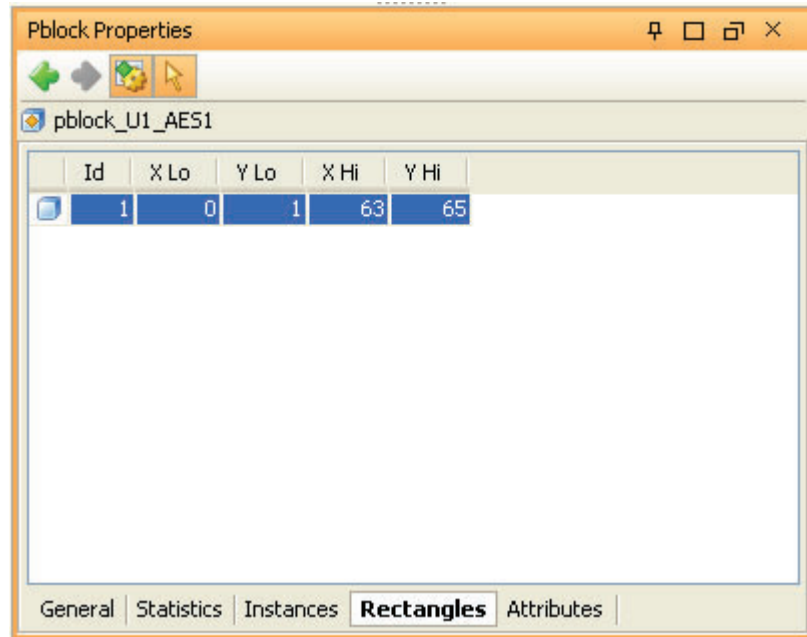 Pblock Properties
pblock_U1_AES1
Id X Lo Y Lo X Hi Y Hi
1 0 1 63 65
General Statistics Instances Rectangles Attributes